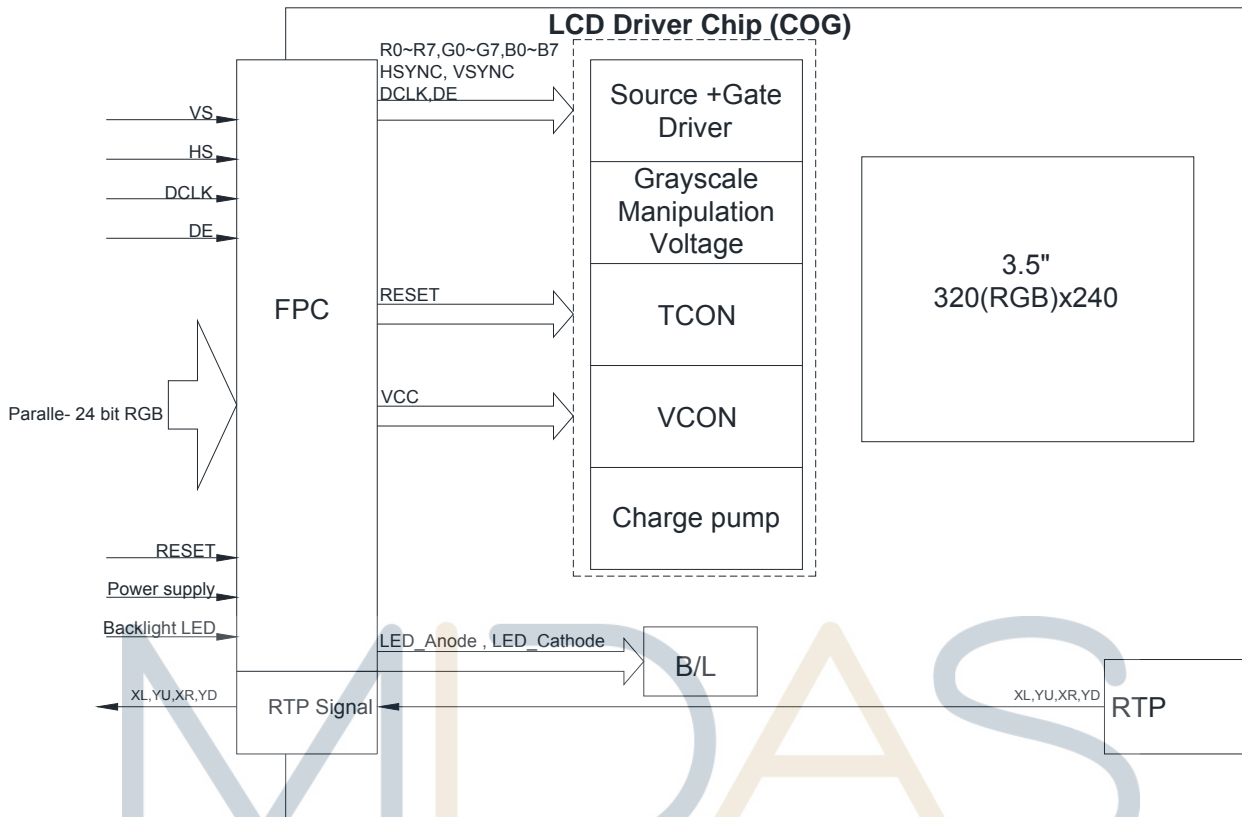 LCD Driver Chip (COG)
R0~R7,G0~G7,B0~B7
HSYNC, VSYNC
DCLK,DE
VS
HS
DCLK
DE
FPC
Source +Gate
Driver
Grayscale
Manipulation
Voltage
3.5"
320(RGB)x240
RESET
TCON
VCC
VCON
Paralle- 24 bit RGB
Charge pump
RESET
Power supply
Backlight LED
LED_Anode , LED_Cathode
B/L
XL,YU,XR,YD
RTP Signal
XL,YU,XR,YD
RTP
MIDAS